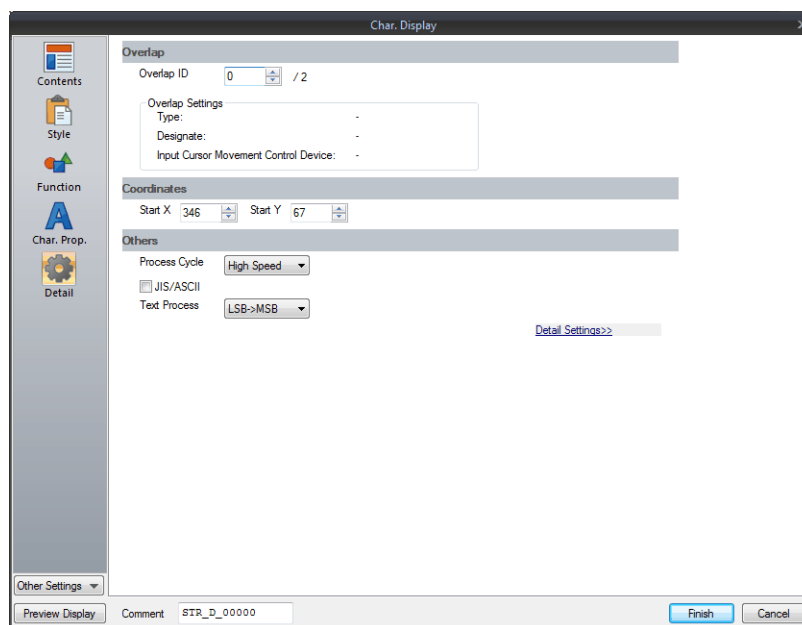 Char. Display
Contents
Style
Function
Char. Prop.
Detail
Overlap
Overlap ID 0 / 2
Overlap Settings
Type: -
Designate: -
Input Cursor Movement Control Device: -
Coordinates
Start X 346 Start Y 67
Others
Process Cycle High Speed
JIS/ASCII
Text Process LSB->MSB
Detail Settings>>
Other Settings
Preview Display Comment STR_D_00000 Finish Cancel